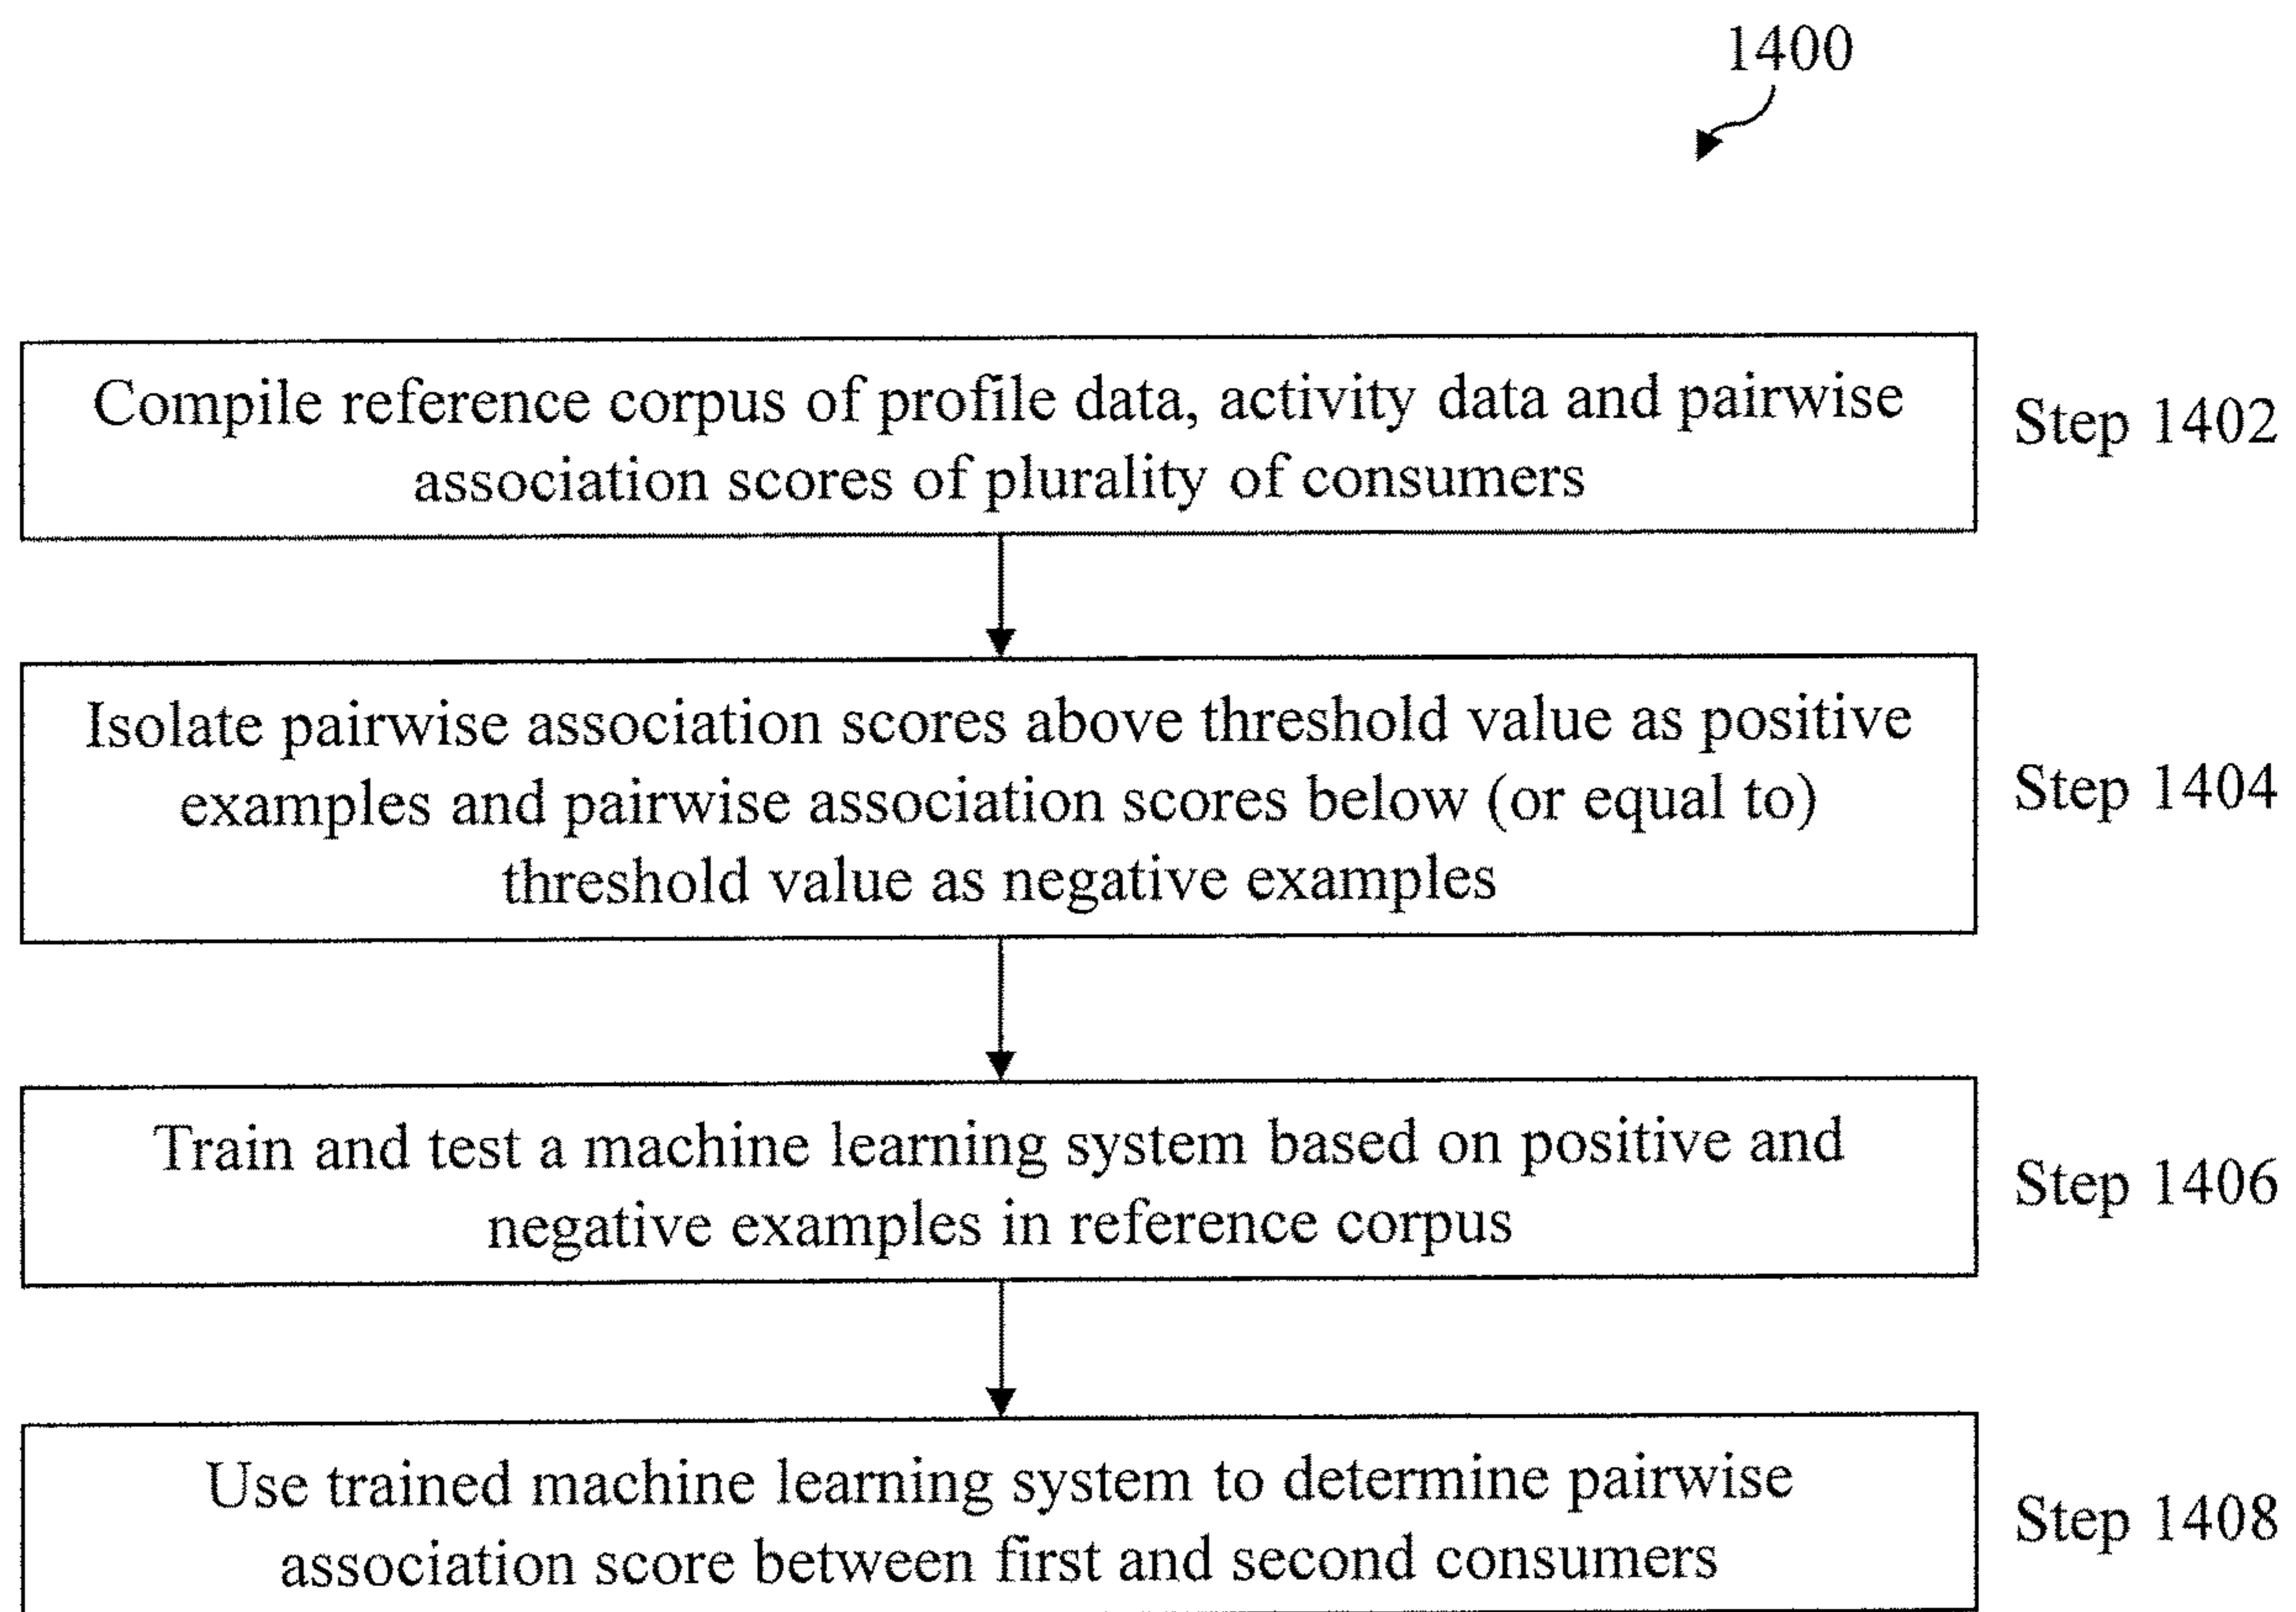 1400
Compile reference corpus of profile data, activity data and pairwise
association scores of plurality of consumers
Step 1402
Isolate pairwise association scores above threshold value as positive
examples and pairwise association scores below (or equal to)
threshold value as negative examples
Step 1404
Train and test a machine learning system based on positive and
negative examples in reference corpus
Step 1406
Use trained machine learning system to determine pairwise
association score between first and second consumers
Step 1408